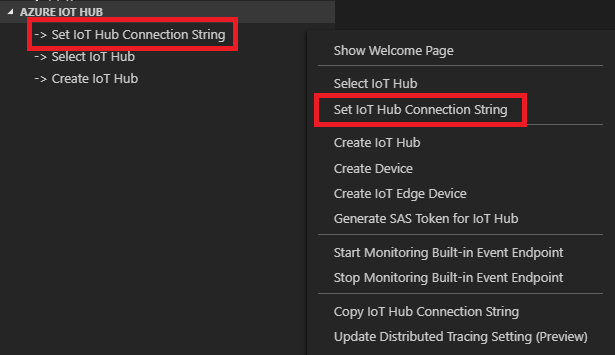 AZURE IOT HUB
-> Set IoT Hub Connection String
-> Select IoT Hub
-> Create IoT Hub
Show Welcome Page
Select IoT Hub
Set IoT Hub Connection String
Create IoT Hub
Create Device
Create IoT Edge Device
Generate SAS Token for IoT Hub
Start Monitoring Built-in Event Endpoint
Stop Monitoring Built-in Event Endpoint
Copy IoT Hub Connection String
Update Distributed Tracing Setting (Preview)